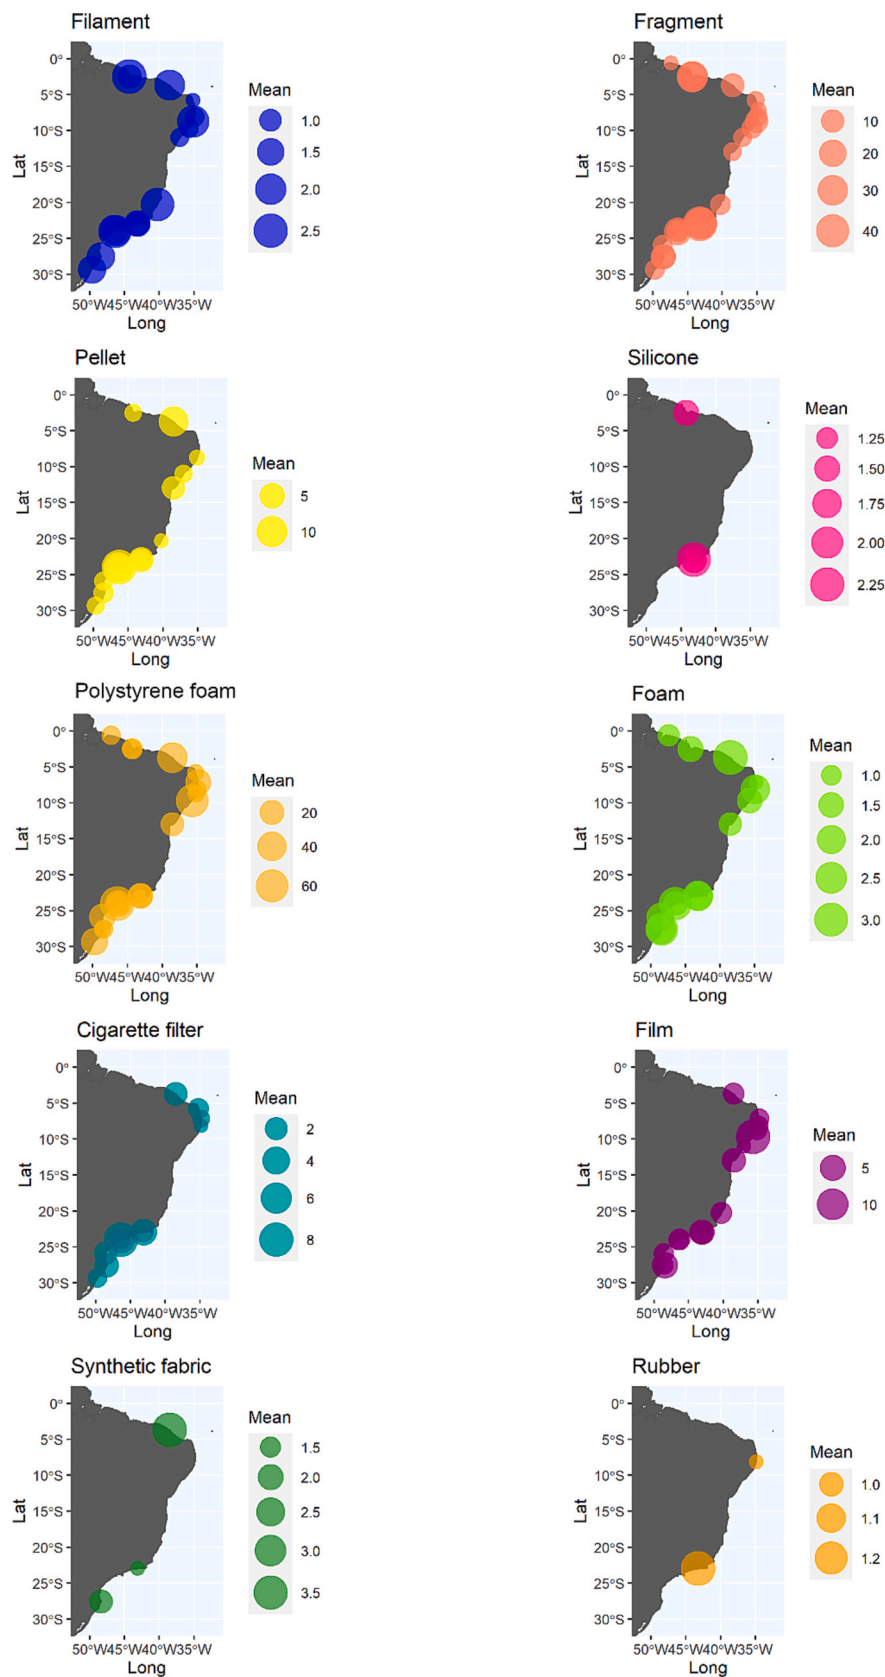 Filament
Mean
0°
5°S
10°S
15°S
20°S
25°S
30°S
Lat
1.0
1.5
2.0
2.5
50°W45°W40°W35°W
Long
Fragment
Mean
0°
5°S
10°S
15°S
20°S
25°S
30°S
Lat
10
20
30
40
50°W45°W40°W35°W
Long
Pellet
Mean
0°
5°S
10°S
15°S
20°S
25°S
30°S
Lat
5
10
50°W45°W40°W35°W
Long
Silicone
Mean
0°
5°S
10°S
15°S
20°S
25°S
30°S
Lat
1.25
1.50
1.75
2.00
2.25
50°W45°W40°W35°W
Long
Polystyrene foam
Mean
0°
5°S
10°S
15°S
20°S
25°S
30°S
Lat
20
40
60
50°W45°W40°W35°W
Long
Foam
Mean
0°
5°S
10°S
15°S
20°S
25°S
30°S
Lat
1.0
1.5
2.0
2.5
3.0
50°W45°W40°W35°W
Long
Cigarette filter
Mean
0°
5°S
10°S
15°S
20°S
25°S
30°S
Lat
2
4
6
8
50°W45°W40°W35°W
Long
Film
Mean
0°
5°S
10°S
15°S
20°S
25°S
30°S
Lat
5
10
50°W45°W40°W35°W
Long
Synthetic fabric
Mean
0°
5°S
10°S
15°S
20°S
25°S
30°S
Lat
1.5
2.0
2.5
3.0
3.5
50°W45°W40°W35°W
Long
Rubber
Mean
0°
5°S
10°S
15°S
20°S
25°S
30°S
Lat
1.0
1.1
1.2
50°W45°W40°W35°W
Long